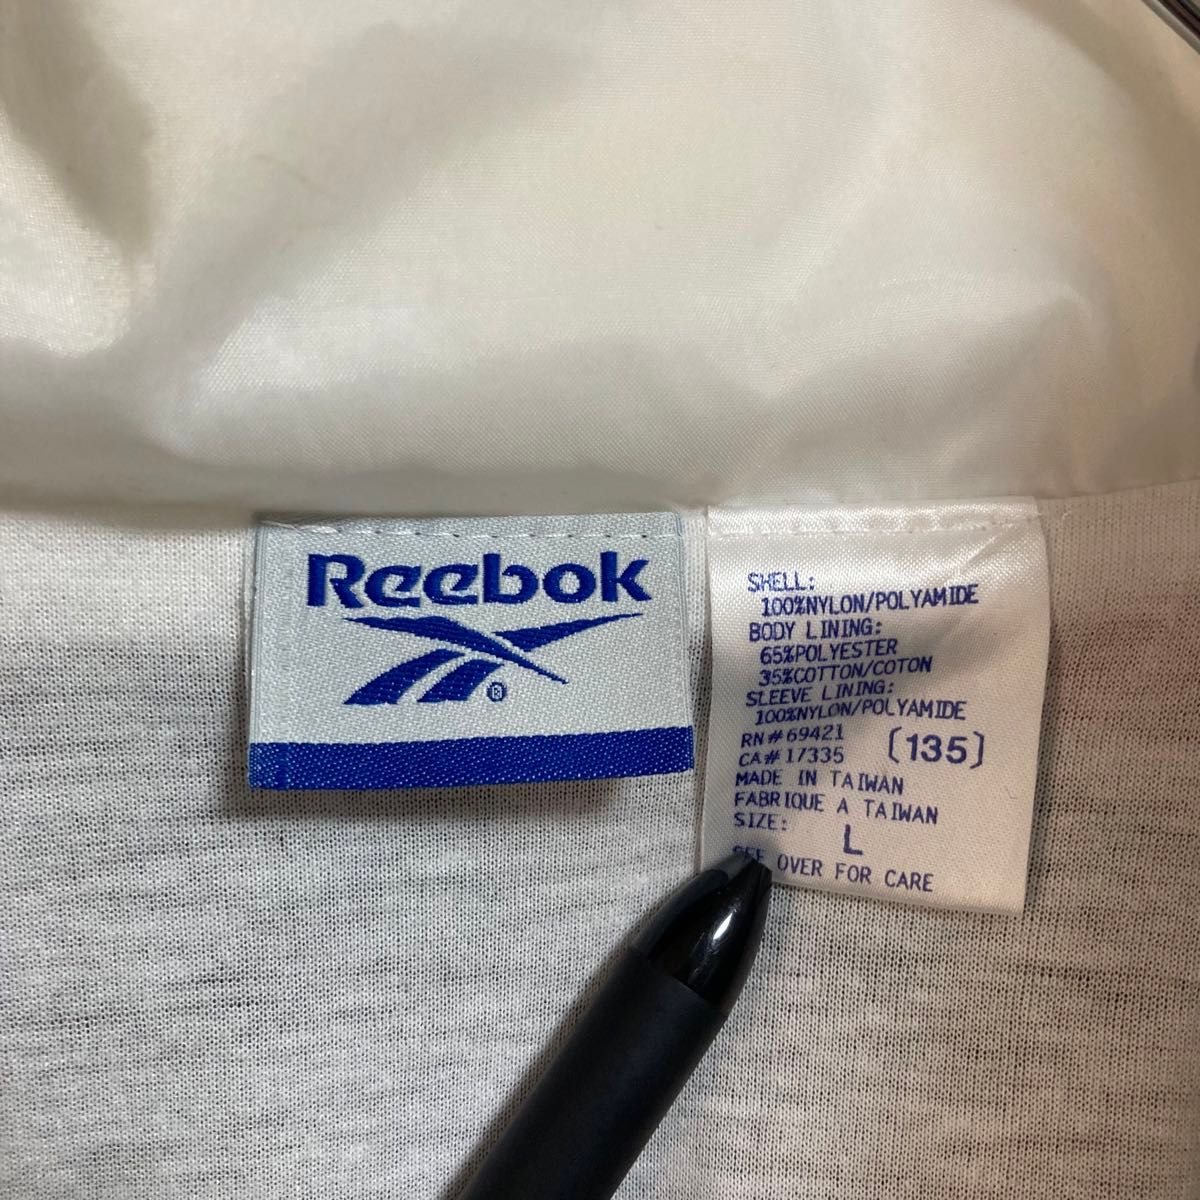 Reebok
®
SHELL:
100%NYLON/POLYAMIDE
BODY LINING:
65%POLYESTER
35%COTTON/COTON
SLEEVE LINING:
100%NYLON/POLYAMIDE
RN#69421
CA#17335 [135]
MADE IN TAIWAN
FABRIQUE A TAIWAN
SIZE: L
SEE OVER FOR CARE